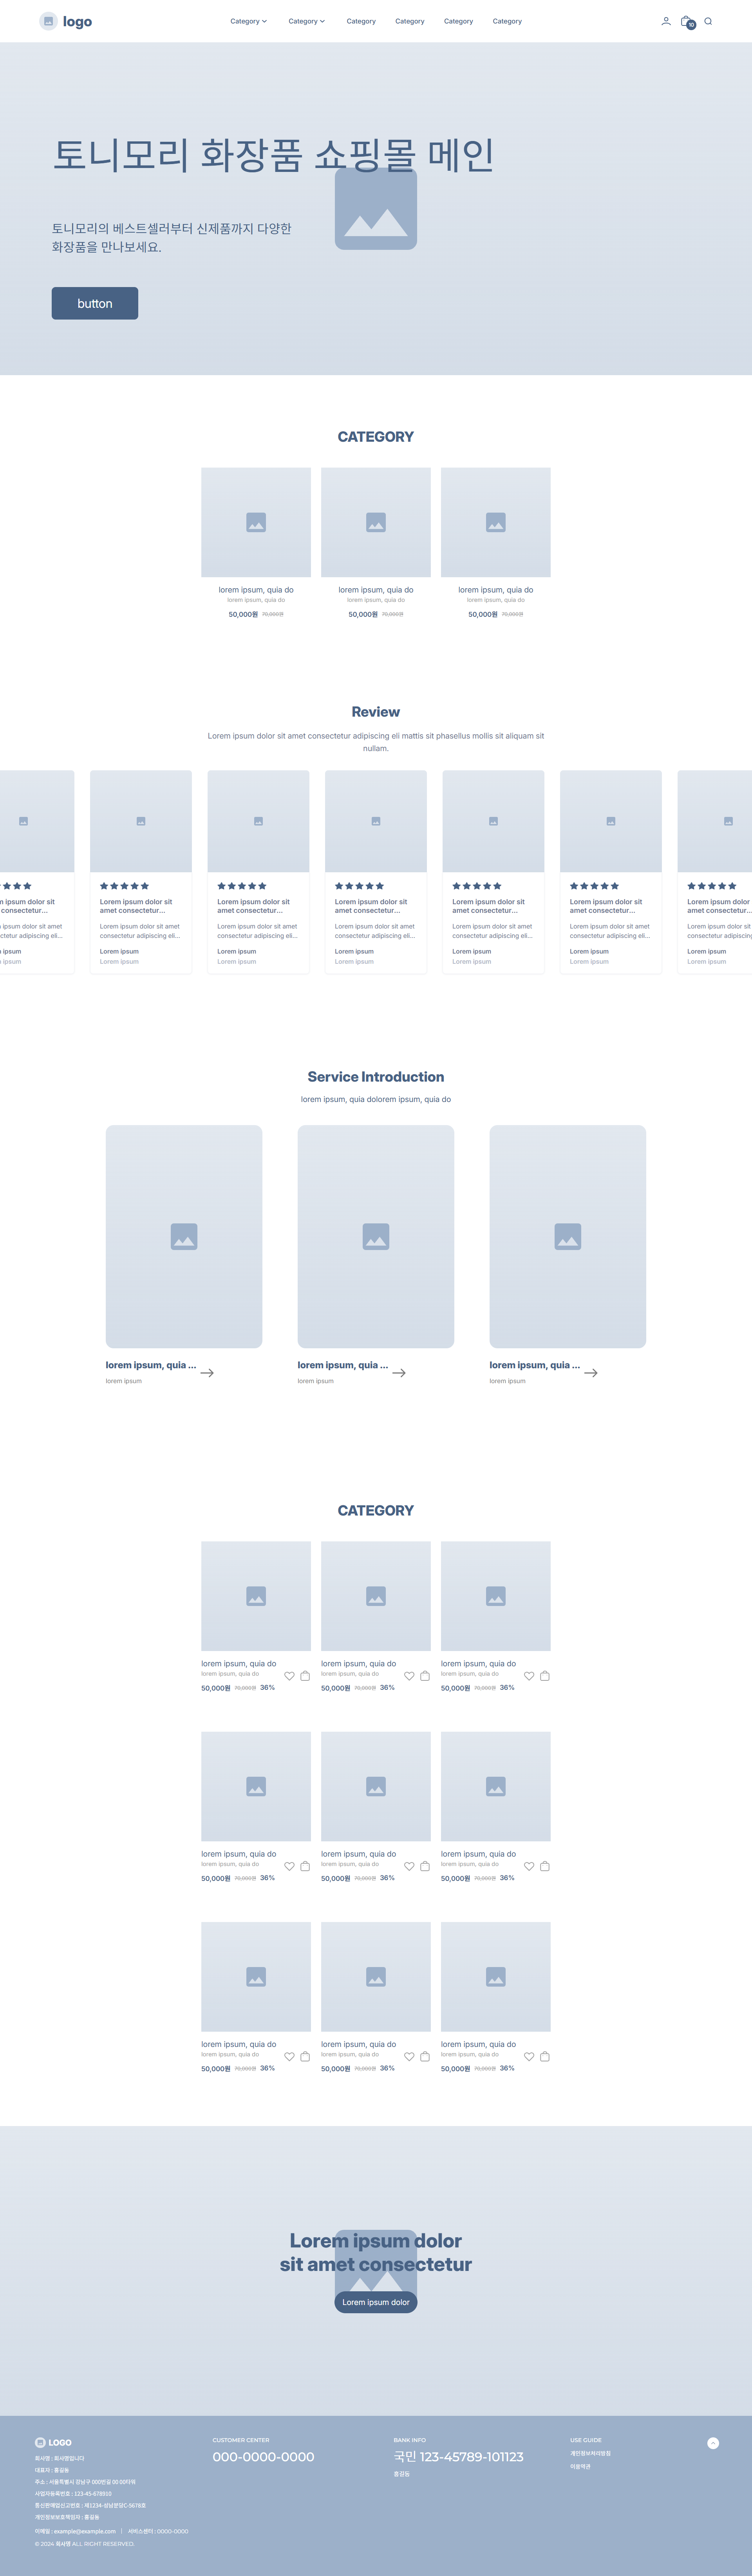 logo
Category
Category
Category
Category
Category
Category
10
토니모리 화장품 쇼핑몰 메인
토니모리의 베스트셀러부터 신제품까지 다양한
화장품을 만나보세요.
button
CATEGORY
lorem ipsum, quia do
lorem ipsum, quia do
50,000원 70,000원
lorem ipsum, quia do
lorem ipsum, quia do
50,000원 70,000원
lorem ipsum, quia do
lorem ipsum, quia do
50,000원 70,000원
Review
Lorem ipsum dolor sit amet consectetur adipiscing eli mattis sit phasellus mollis sit aliquam sit
nullam.
m ipsum dolor sit
consectetur...
ipsum dolor sit amet
ctetur adipiscing eli...
ipsum
ipsum
Lorem ipsum dolor sit
amet consectetur...
Lorem ipsum dolor sit amet
consectetur adipiscing eli...
Lorem ipsum
Lorem ipsum
Lorem ipsum dolor sit
amet consectetur...
Lorem ipsum dolor sit amet
consectetur adipiscing eli...
Lorem ipsum
Lorem ipsum
Lorem ipsum dolor sit
amet consectetur...
Lorem ipsum dolor sit amet
consectetur adipiscing eli...
Lorem ipsum
Lorem ipsum
Lorem ipsum dolor sit
amet consectetur...
Lorem ipsum dolor sit amet
consectetur adipiscing eli...
Lorem ipsum
Lorem ipsum
Lorem ipsum dolor sit
amet consectetur...
Lorem ipsum dolor sit amet
consectetur adipiscing eli...
Lorem ipsum
Lorem ipsum
Lorem ipsum dolor
amet consectetur...
Lorem ipsum dolor sit
consectetur adipiscing
Lorem ipsum
Lorem ipsum
Service Introduction
lorem ipsum, quia dolorem ipsum, quia do
lorem ipsum, quia ...
lorem ipsum
lorem ipsum, quia ...
lorem ipsum
lorem ipsum, quia ...
lorem ipsum
CATEGORY
lorem ipsum, quia do
lorem ipsum, quia do
50,000원 70,000원 36%
lorem ipsum, quia do
lorem ipsum, quia do
50,000원 70,000원 36%
lorem ipsum, quia do
lorem ipsum, quia do
50,000원 70,000원 36%
lorem ipsum, quia do
lorem ipsum, quia do
50,000원 70,000원 36%
lorem ipsum, quia do
lorem ipsum, quia do
50,000원 70,000원 36%
lorem ipsum, quia do
lorem ipsum, quia do
50,000원 70,000원 36%
lorem ipsum, quia do
lorem ipsum, quia do
50,000원 70,000원 36%
lorem ipsum, quia do
lorem ipsum, quia do
50,000원 70,000원 36%
lorem ipsum, quia do
lorem ipsum, quia do
50,000원 70,000원 36%
Lorem ipsum dolor
sit amet consectetur
Lorem ipsum dolor
LOGO
회사명 : 회사명입니다
대표자 : 홍길동
주소 : 서울특별시 강남구 000번길 00 00타워
사업자등록번호 : 123-45-678910
통신판매업신고번호 : 제1234-성남분당C-5678호
개인정보보호책임자 : 홍길동
이메일 : example@example.com | 서비스센터 : 0000-0000
© 2024 회사명 ALL RIGHT RESERVED.
CUSTOMER CENTER
000-0000-0000
BANK INFO
국민 123-45789-101123
홍길동
USE GUIDE
개인정보처리방침
이용약관